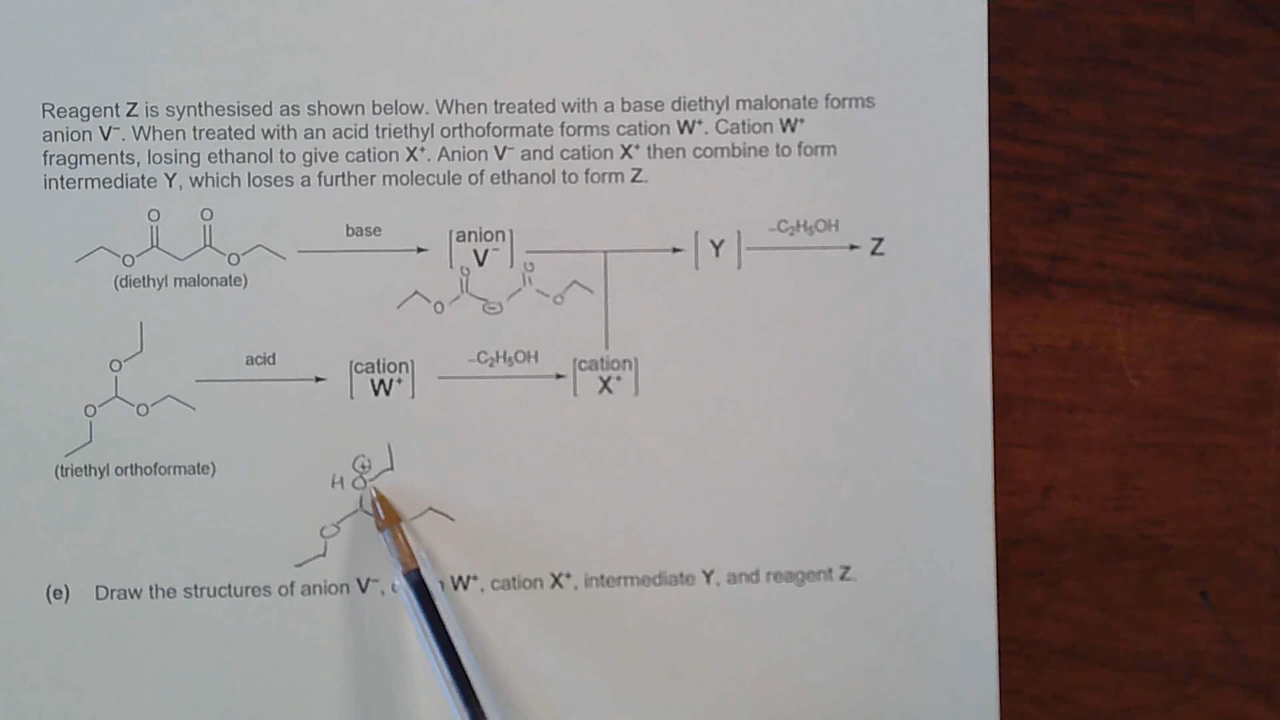 Reagent Z is synthesised as shown below. When treated with a base diethyl malonate forms
anion V⁻. When treated with an acid triethyl orthoformate forms cation W⁺. Cation W⁺
fragments, losing ethanol to give cation X⁺. Anion V⁻ and cation X⁺ then combine to form
intermediate Y, which loses a further molecule of ethanol to form Z.
O O
base
[anion]
V⁻
[Y]
-C₂H₅OH
Z
O O
(diethyl malonate)
O O
O ⊖ O
O
acid
[cation]
W⁺
-C₂H₅OH
[cation]
X⁺
O O
(triethyl orthoformate)
⊕
H O
O
(e) Draw the structures of anion V⁻, W⁺, cation X⁺, intermediate Y, and reagent Z.